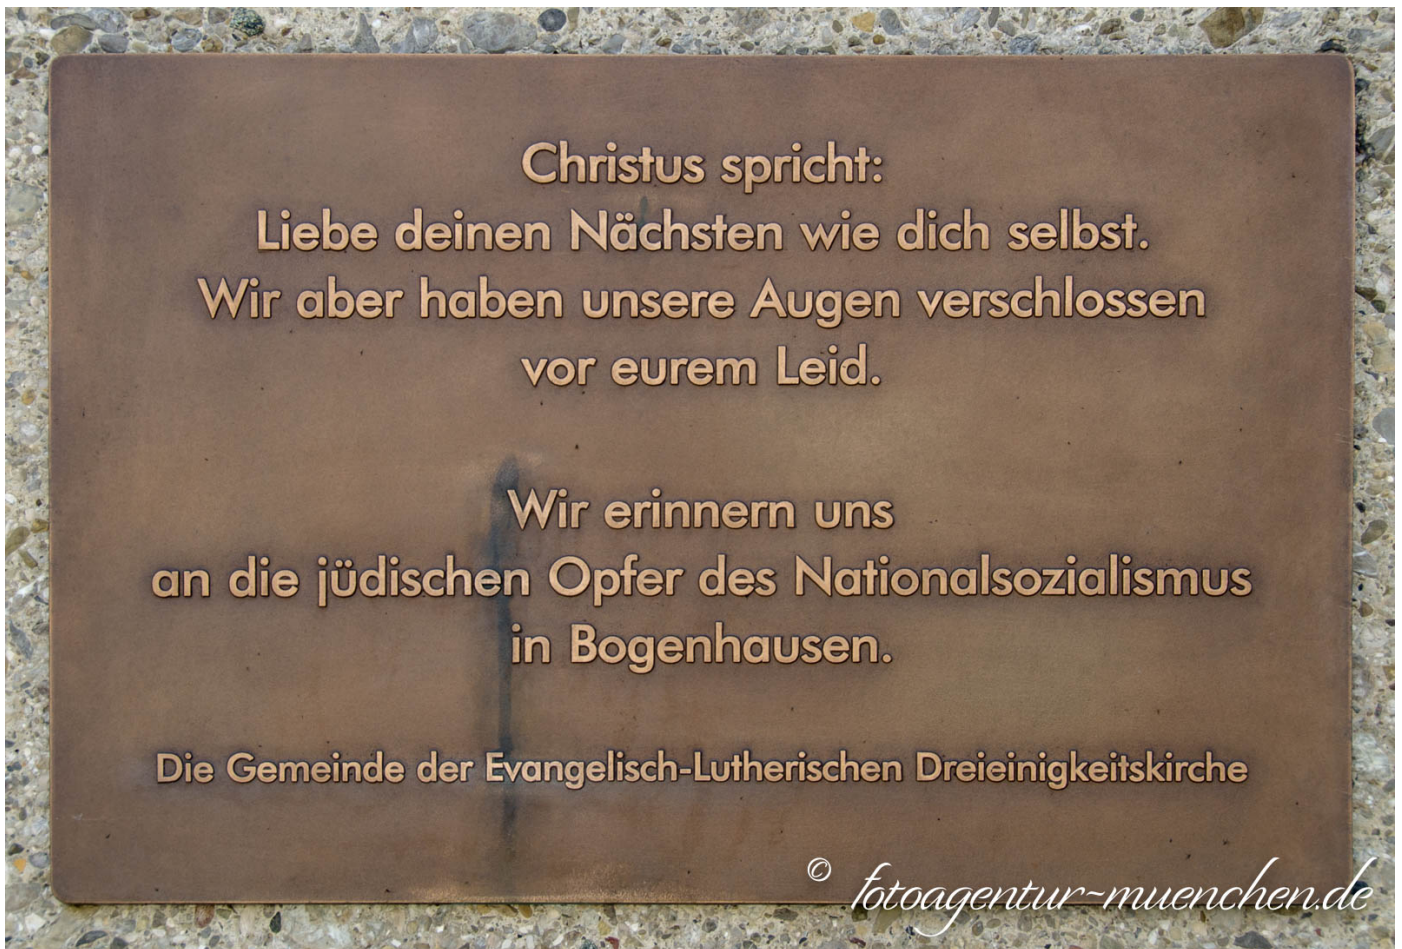 Christus spricht:
Liebe deinen Nächsten wie dich selbst.
Wir aber haben unsere Augen verschlossen
vor eurem Leid.
Wir erinnern uns
an die jüdischen Opfer des Nationalsozialismus
in Bogenhausen.
Die Gemeinde der Evangelisch-Lutherischen Dreieinigkeitskirche
© fotoagentur-muenchen.de